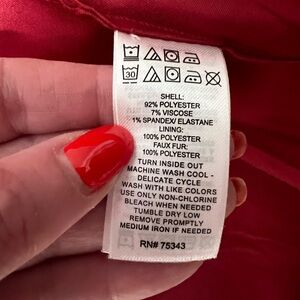 30
SHELL:
92% POLYESTER
7% VISCOSE
1% SPANDEX/ ELASTANE
LINING:
100% POLYESTER
FAUX FUR:
100% POLYESTER
TURN INSIDE OUT
MACHINE WASH COOL -
DELICATE CYCLE
WASH WITH LIKE COLORS
USE ONLY NON-CHLORINE
BLEACH WHEN NEEDED
TUMBLE DRY LOW
REMOVE PROMPTLY
MEDIUM IRON IF NEEDED
RN# 75343